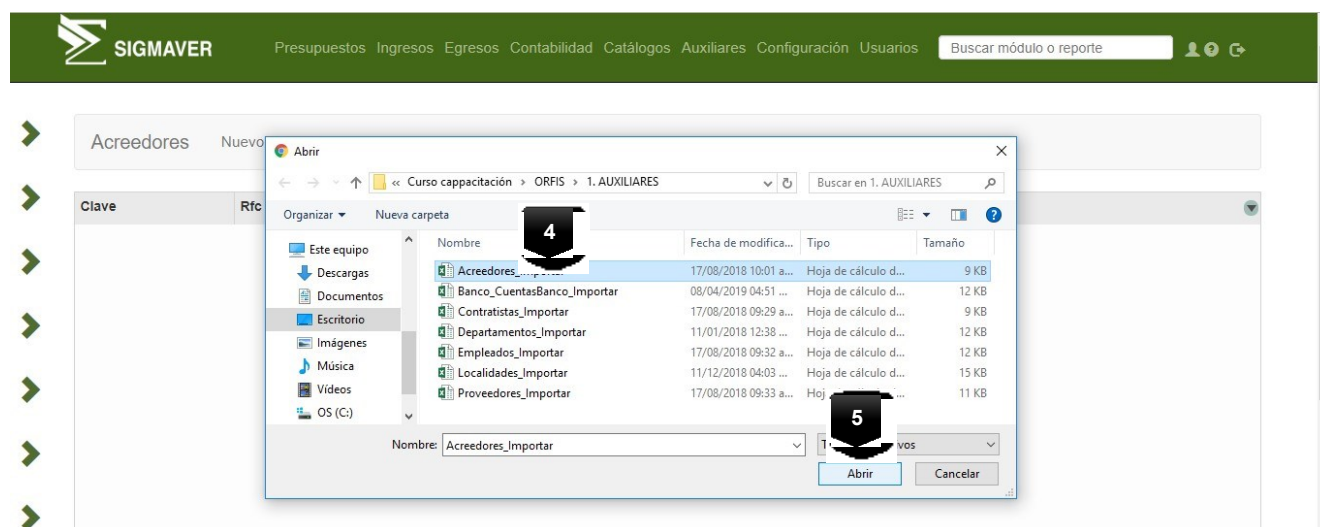 SIGMAVER Presupuestos Ingresos Egresos Contabilidad Catálogos Auxiliares Configuración Usuarios Buscar módulo o reporte
Acreedores Nuevo
Abrir
« Curso cappacitación › ORFIS › 1. AUXILIARES Buscar en 1. AUXILIARES
Clave Rfc
Organizar Nueva carpeta
4
Este equipo
Descargas
Documentos
Escritorio
Imágenes
Música
Vídeos
OS (C:)
Nombre Fecha de modifica... Tipo Tamaño
Acreedores_Importar 17/08/2018 10:01 a... Hoja de cálculo d... 9 KB
Banco_CuentasBanco_Importar 08/04/2019 04:51 ... Hoja de cálculo d... 12 KB
Contratistas_Importar 17/08/2018 09:29 a... Hoja de cálculo d... 9 KB
Departamentos_Importar 11/01/2018 12:38 ... Hoja de cálculo d... 12 KB
Empleados_Importar 17/08/2018 09:32 a... Hoja de cálculo d... 12 KB
Localidades_Importar 11/12/2018 04:03 ... Hoja de cálculo d... 15 KB
Proveedores_Importar 17/08/2018 09:33 a... 11 KB
5
Nombre: Acreedores_Importar
Abrir Cancelar